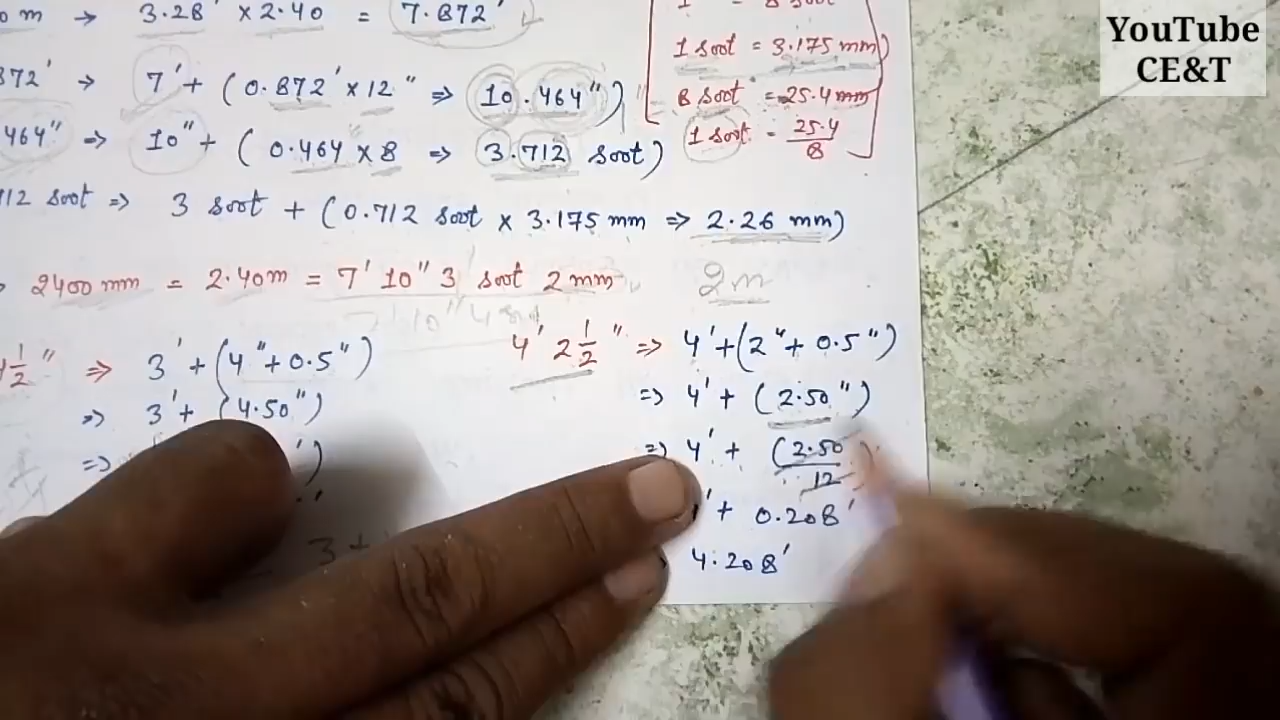 m → 3.28' × 2.40 = 7.872'
1 soot = 3.175 mm
872' → 7' + (0.872' × 12" ⇒ 10.464")
8 soot = 25.4 mm
464" ⇒ 10" + (0.464 × 8 ⇒ 3.712 soot)
1 soot = 25.4/8
712 soot ⇒ 3 soot + (0.712 soot × 3.175 mm ⇒ 2.26 mm)
2400 mm = 2.40m = 7' 10" 3 soot 2 mm
2m
1/2" ⇒ 3' + (4" + 0.5")
⇒ 3' + (4.50")
⇒
4' 2 1/2" ⇒ 4' + (2" + 0.5")
⇒ 4' + (2.50")
⇒ 4' + (2.50/12)
' + 0.208'
4.208'
3 +
YouTube
CE&T